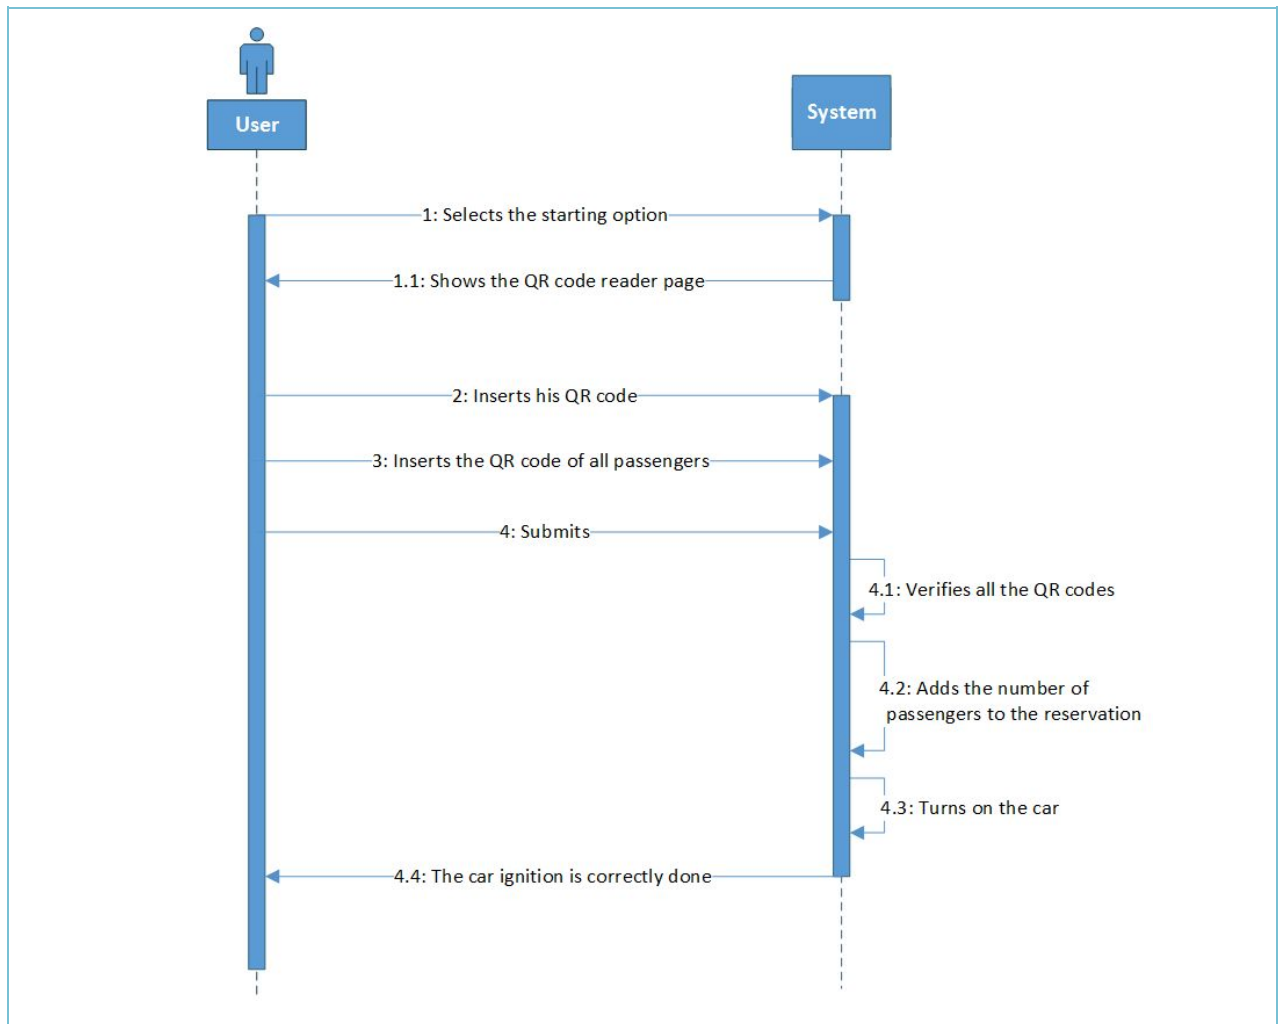 User
System
1: Selects the starting option
1.1: Shows the QR code reader page
2: Inserts his QR code
3: Inserts the QR code of all passengers
4: Submits
4.1: Verifies all the QR codes
4.2: Adds the number of
passengers to the reservation
4.3: Turns on the car
4.4: The car ignition is correctly done